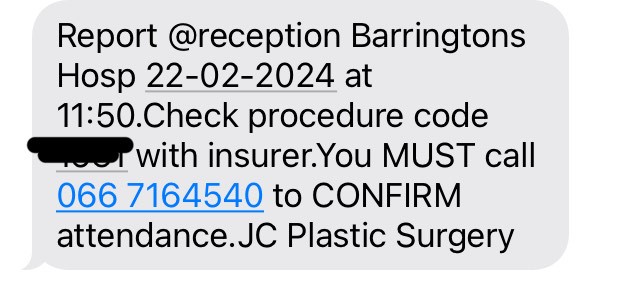 Report @reception Barringtons
Hosp 22-02-2024 at
11:50.Check procedure code
with insurer.You MUST call
066 7164540 to CONFIRM
attendance.JC Plastic Surgery